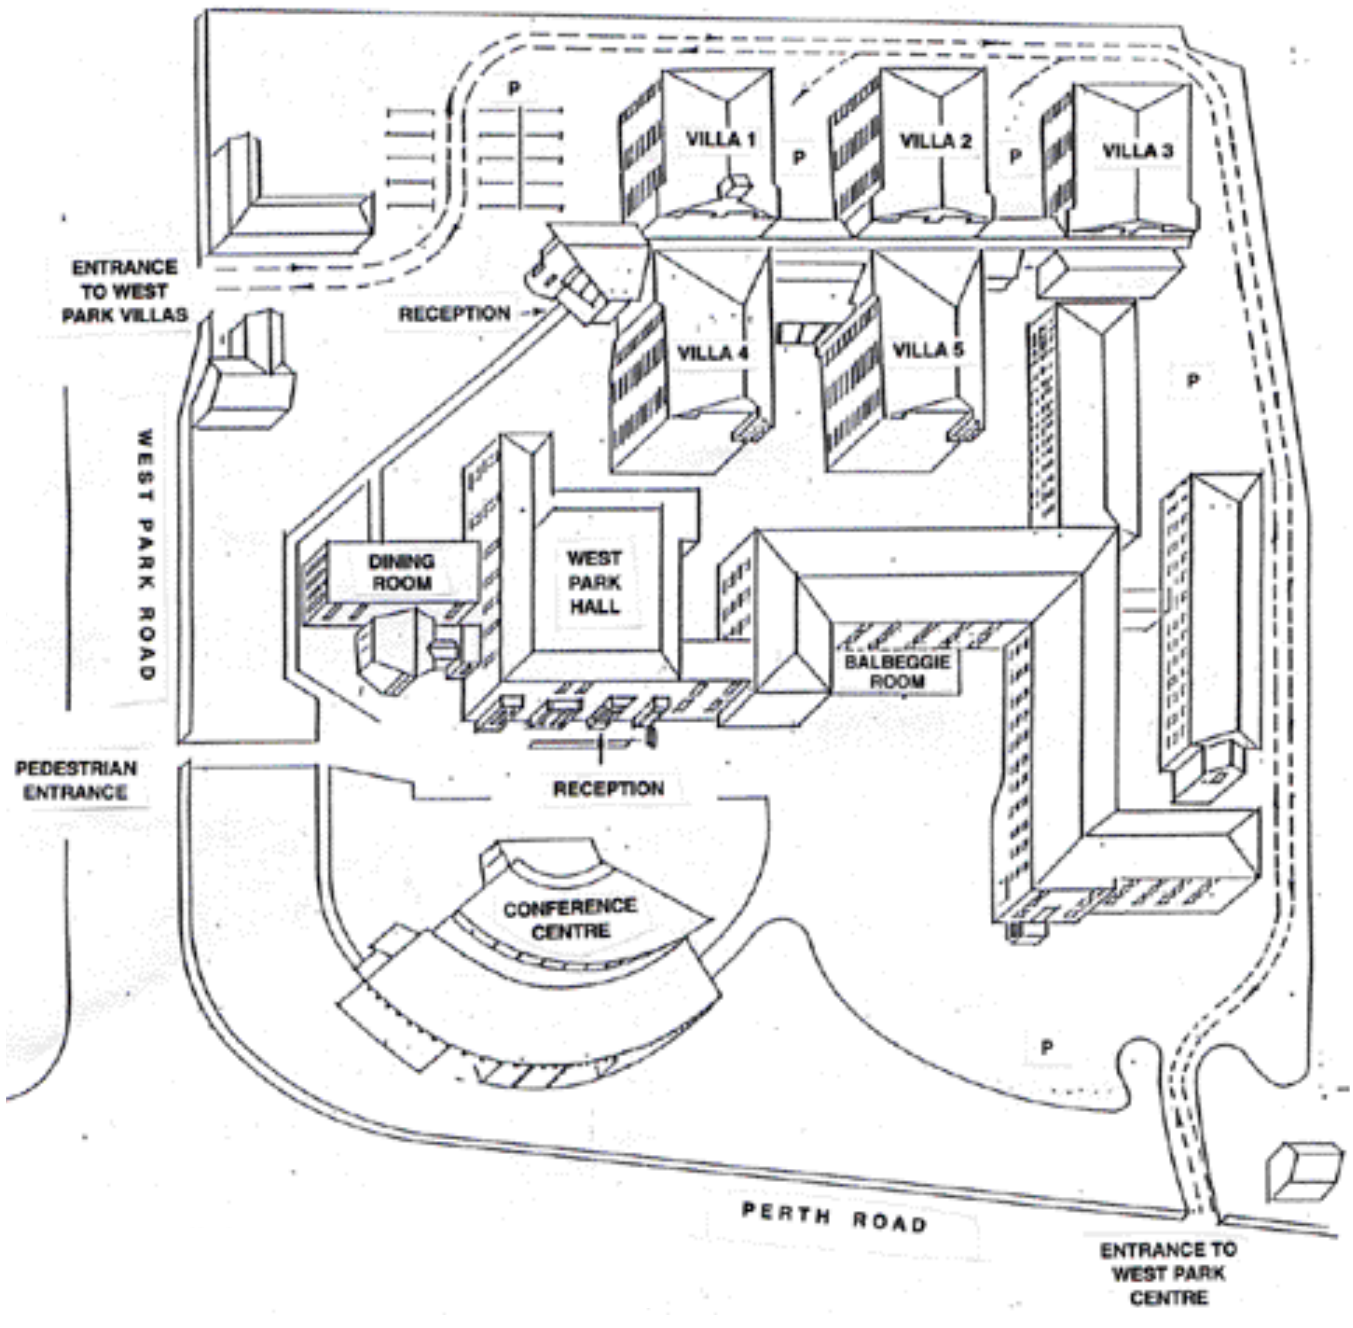 P
VILLA 1
P
VILLA 2
P
VILLA 3
ENTRANCE
TO WEST
PARK VILLAS
RECEPTION
VILLA 4
VILLA 5
P
WEST PARK ROAD
DINING
ROOM
WEST
PARK
HALL
BALBEGGIE
ROOM
PEDESTRIAN
ENTRANCE
RECEPTION
CONFERENCE
CENTRE
P
PERTH ROAD
ENTRANCE TO
WEST PARK
CENTRE